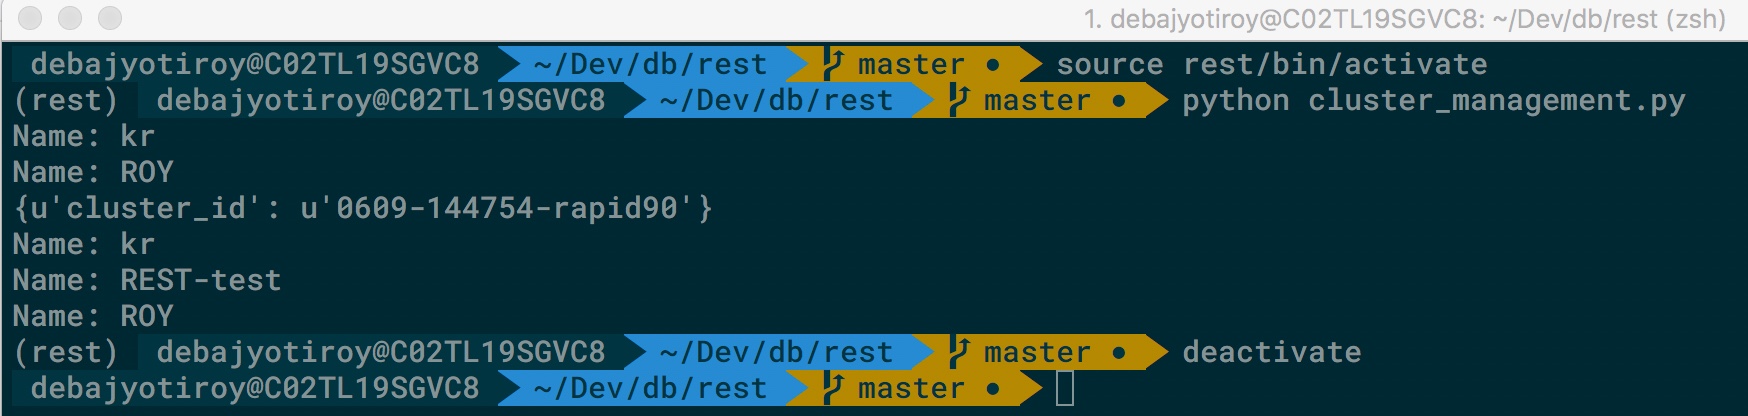 1. debajyotiroy@C02TL19SGVC8: ~/Dev/db/rest (zsh)
debajyotiroy@C02TL19SGVC8 ~/Dev/db/rest master ● source rest/bin/activate
(rest) debajyotiroy@C02TL19SGVC8 ~/Dev/db/rest master ● python cluster_management.py
Name: kr
Name: ROY
{u'cluster_id': u'0609-144754-rapid90'}
Name: kr
Name: REST-test
Name: ROY
(rest) debajyotiroy@C02TL19SGVC8 ~/Dev/db/rest master ● deactivate
debajyotiroy@C02TL19SGVC8 ~/Dev/db/rest master ●